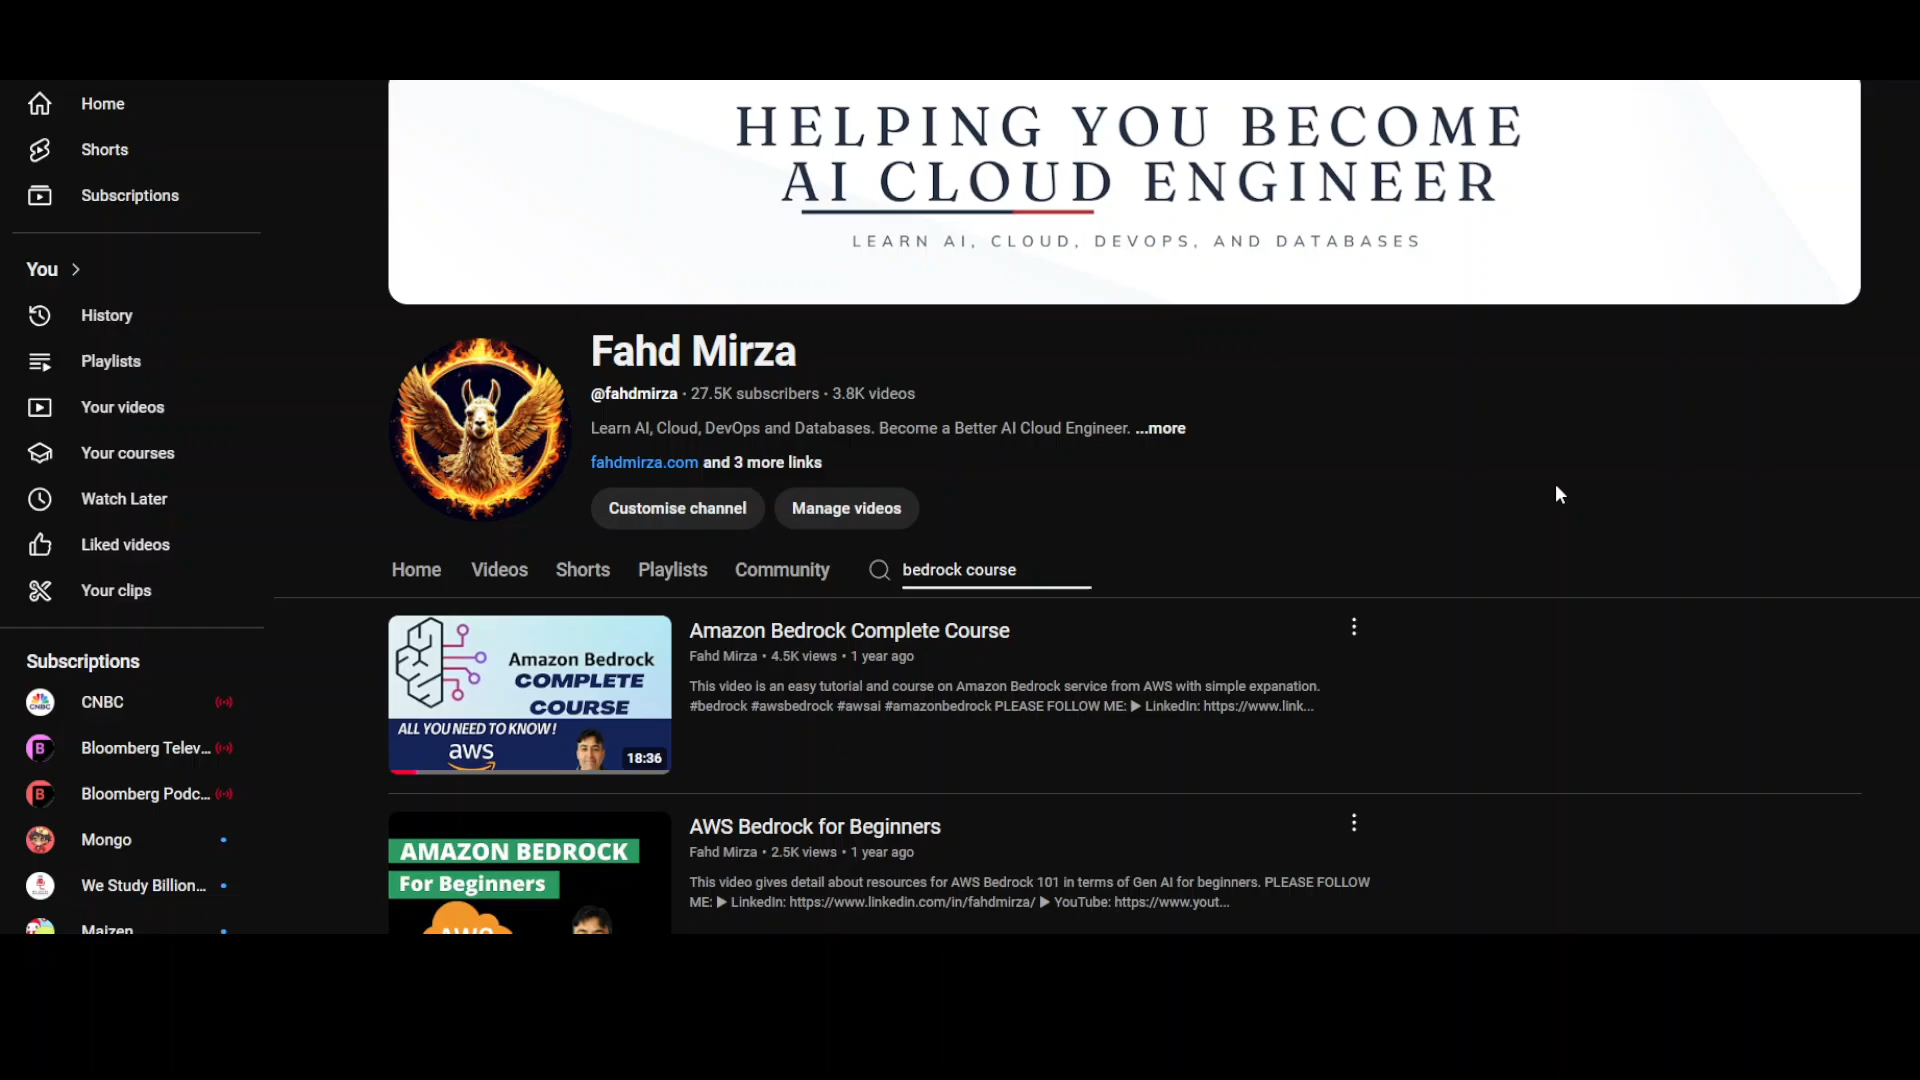 Home
Shorts
Subscriptions
You
History
Playlists
Your videos
Your courses
Watch Later
Liked videos
Your clips
Subscriptions
CNBC
Bloomberg Telev...
Bloomberg Podc...
Mongo
We Study Billion...
Maizen
HELPING YOU BECOME
AI CLOUD ENGINEER
LEARN AI, CLOUD, DEVOPS, AND DATABASES
Fahd Mirza
@fahdmirza · 27.5K subscribers · 3.8K videos
Learn AI, Cloud, DevOps and Databases. Become a Better AI Cloud Engineer. ...more
fahdmirza.com and 3 more links
Customise channel
Manage videos
Home
Videos
Shorts
Playlists
Community
bedrock course
Amazon Bedrock
COMPLETE
COURSE
ALL YOU NEED TO KNOW!
aws
18:36
Amazon Bedrock Complete Course
Fahd Mirza • 4.5K views • 1 year ago
This video is an easy tutorial and course on Amazon Bedrock service from AWS with simple expanation.
#bedrock #awsbedrock #awsai #amazonbedrock PLEASE FOLLOW ME: ▶ LinkedIn: https://www.link...
AMAZON BEDROCK
For Beginners
AWS Bedrock for Beginners
Fahd Mirza • 2.5K views • 1 year ago
This video gives detail about resources for AWS Bedrock 101 in terms of Gen AI for beginners. PLEASE FOLLOW
ME: ▶ LinkedIn: https://www.linkedin.com/in/fahdmirza/ ▶ YouTube: https://www.yout...